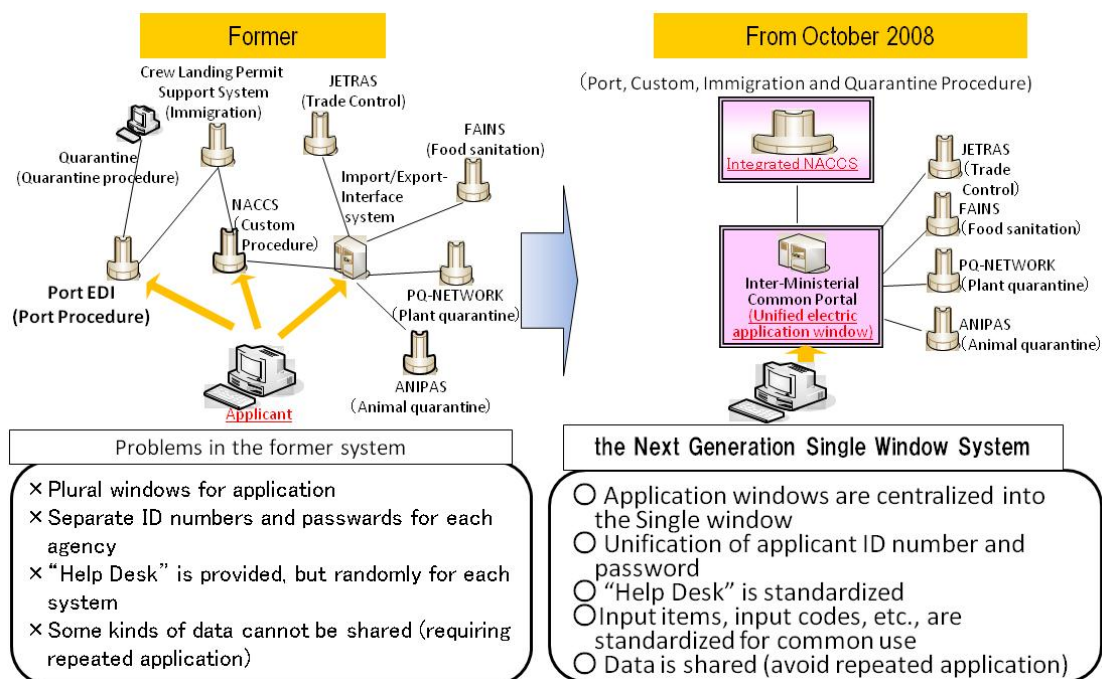 Former
Crew Landing Permit
Support System
(Immigration)
JETRAS
(Trade Control)
FAINS
(Food sanitation)
Quarantine
(Quarantine procedure)
Import/Export-
Interface
system
NACCS
(Custom
Procedure)
Port EDI
(Port Procedure)
PQ-NETWORK
(Plant quarantine)
ANIPAS
(Animal quarantine)
Applicant
Problems in the former system
× Plural windows for application
× Separate ID numbers and passwards for each
agency
× “Help Desk” is provided, but randomly for each
system
× Some kinds of data cannot be shared (requiring
repeated application)
From October 2008
(Port, Custom, Immigration and Quarantine Procedure)
Integrated NACCS
JETRAS
(Trade
Control)
FAINS
(Food sanitation)
PQ-NETWORK
(Plant quarantine)
ANIPAS
(Animal quarantine)
Inter-Ministerial
Common Portal
(Unified electric
application window)
the Next Generation Single Window System
○ Application windows are centralized into
the Single window
○ Unification of applicant ID number and
password
○ “Help Desk” is standardized
○ Input items, input codes, etc., are
standardized for common use
○ Data is shared (avoid repeated application)